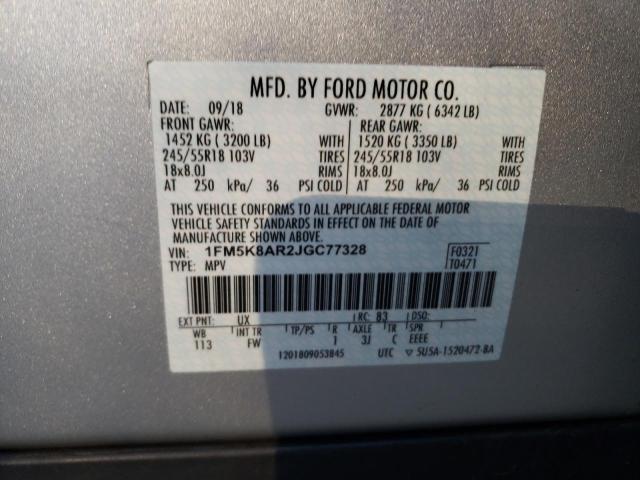 MFD. BY FORD MOTOR CO.
DATE: 09/18 GVWR: 2877 KG ( 6342 LB)
FRONT GAWR: REAR GAWR:
1452 KG ( 3200 LB) WITH 1520 KG ( 3350 LB) WITH
245/55R18 103V TIRES 245/55R18 103V TIRES
18x8.0J RIMS 18x8.0J RIMS
AT 250 kPa/ 36 PSI COLD AT 250 kPa/ 36 PSI COLD
THIS VEHICLE CONFORMS TO ALL APPLICABLE FEDERAL MOTOR
VEHICLE SAFETY STANDARDS IN EFFECT ON THE DATE OF
MANUFACTURE SHOWN ABOVE.
VIN: 1FM5K8AR2JGC77328 F0321
TYPE: MPV T0471
EXT PNT: UX RC: 83 DSO:
WB INT TR TP/PS R AXLE TR SPR
113 FW 1 3J C EEEE
1201809053845 UTC ▽ 5U5A-1520472-BA